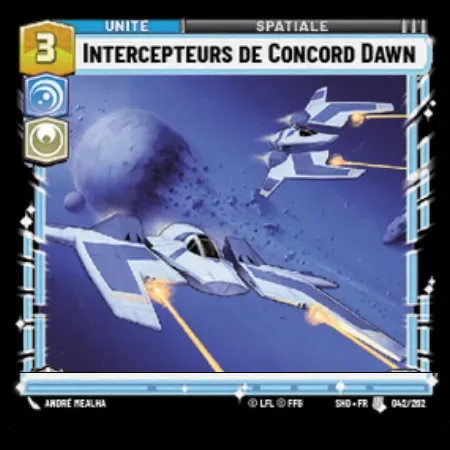 UNITÉ
SPATIALE
3
INTERCEPTEURS DE CONCORD DAWN
ANDRÉ MEALHA
© LFL © FFG
SHD • FR
042/262